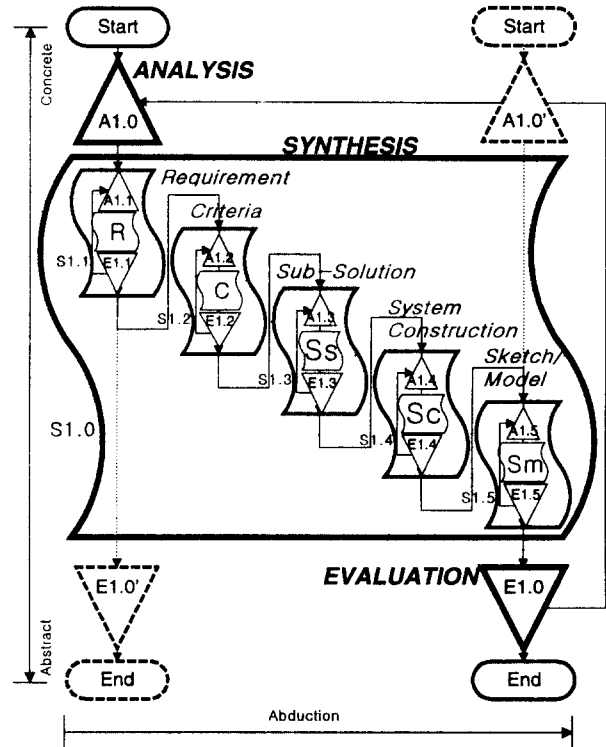 Start
Start
Concrete
ANALYSIS
A1.0
A1.0'
SYNTHESIS
Requirement
A1.1
R
S1.1
E1.1
Criteria
A1.2
C
S1.2
E1.2
Sub-Solution
A1.3
Ss
S1.3
E1.3
System
Construction
A1.4
Sc
S1.4
E1.4
Sketch/
Model
A1.5
Sm
S1.5
E1.5
S1.0
E1.0'
EVALUATION
E1.0
Abstract
End
End
Abduction